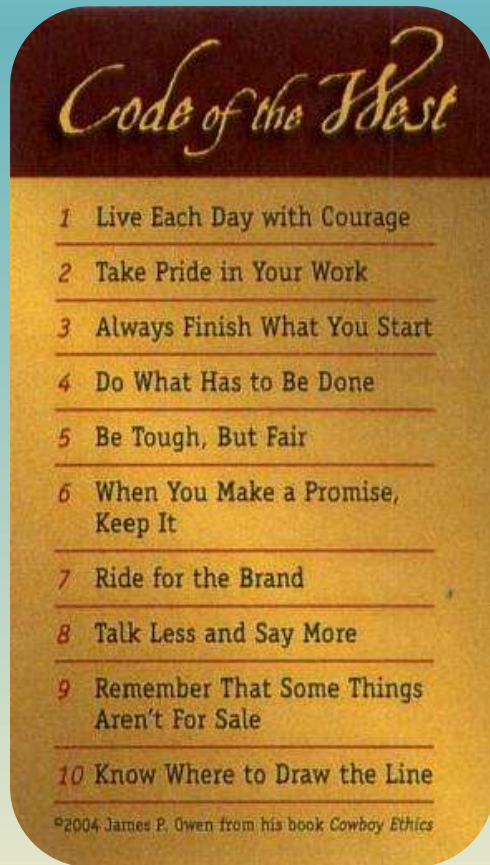 Code of the West
1 Live Each Day with Courage
2 Take Pride in Your Work
3 Always Finish What You Start
4 Do What Has to Be Done
5 Be Tough, But Fair
6 When You Make a Promise,
Keep It
7 Ride for the Brand
8 Talk Less and Say More
9 Remember That Some Things
Aren't For Sale
10 Know Where to Draw the Line
©2004 James P. Owen from his book Cowboy Ethics